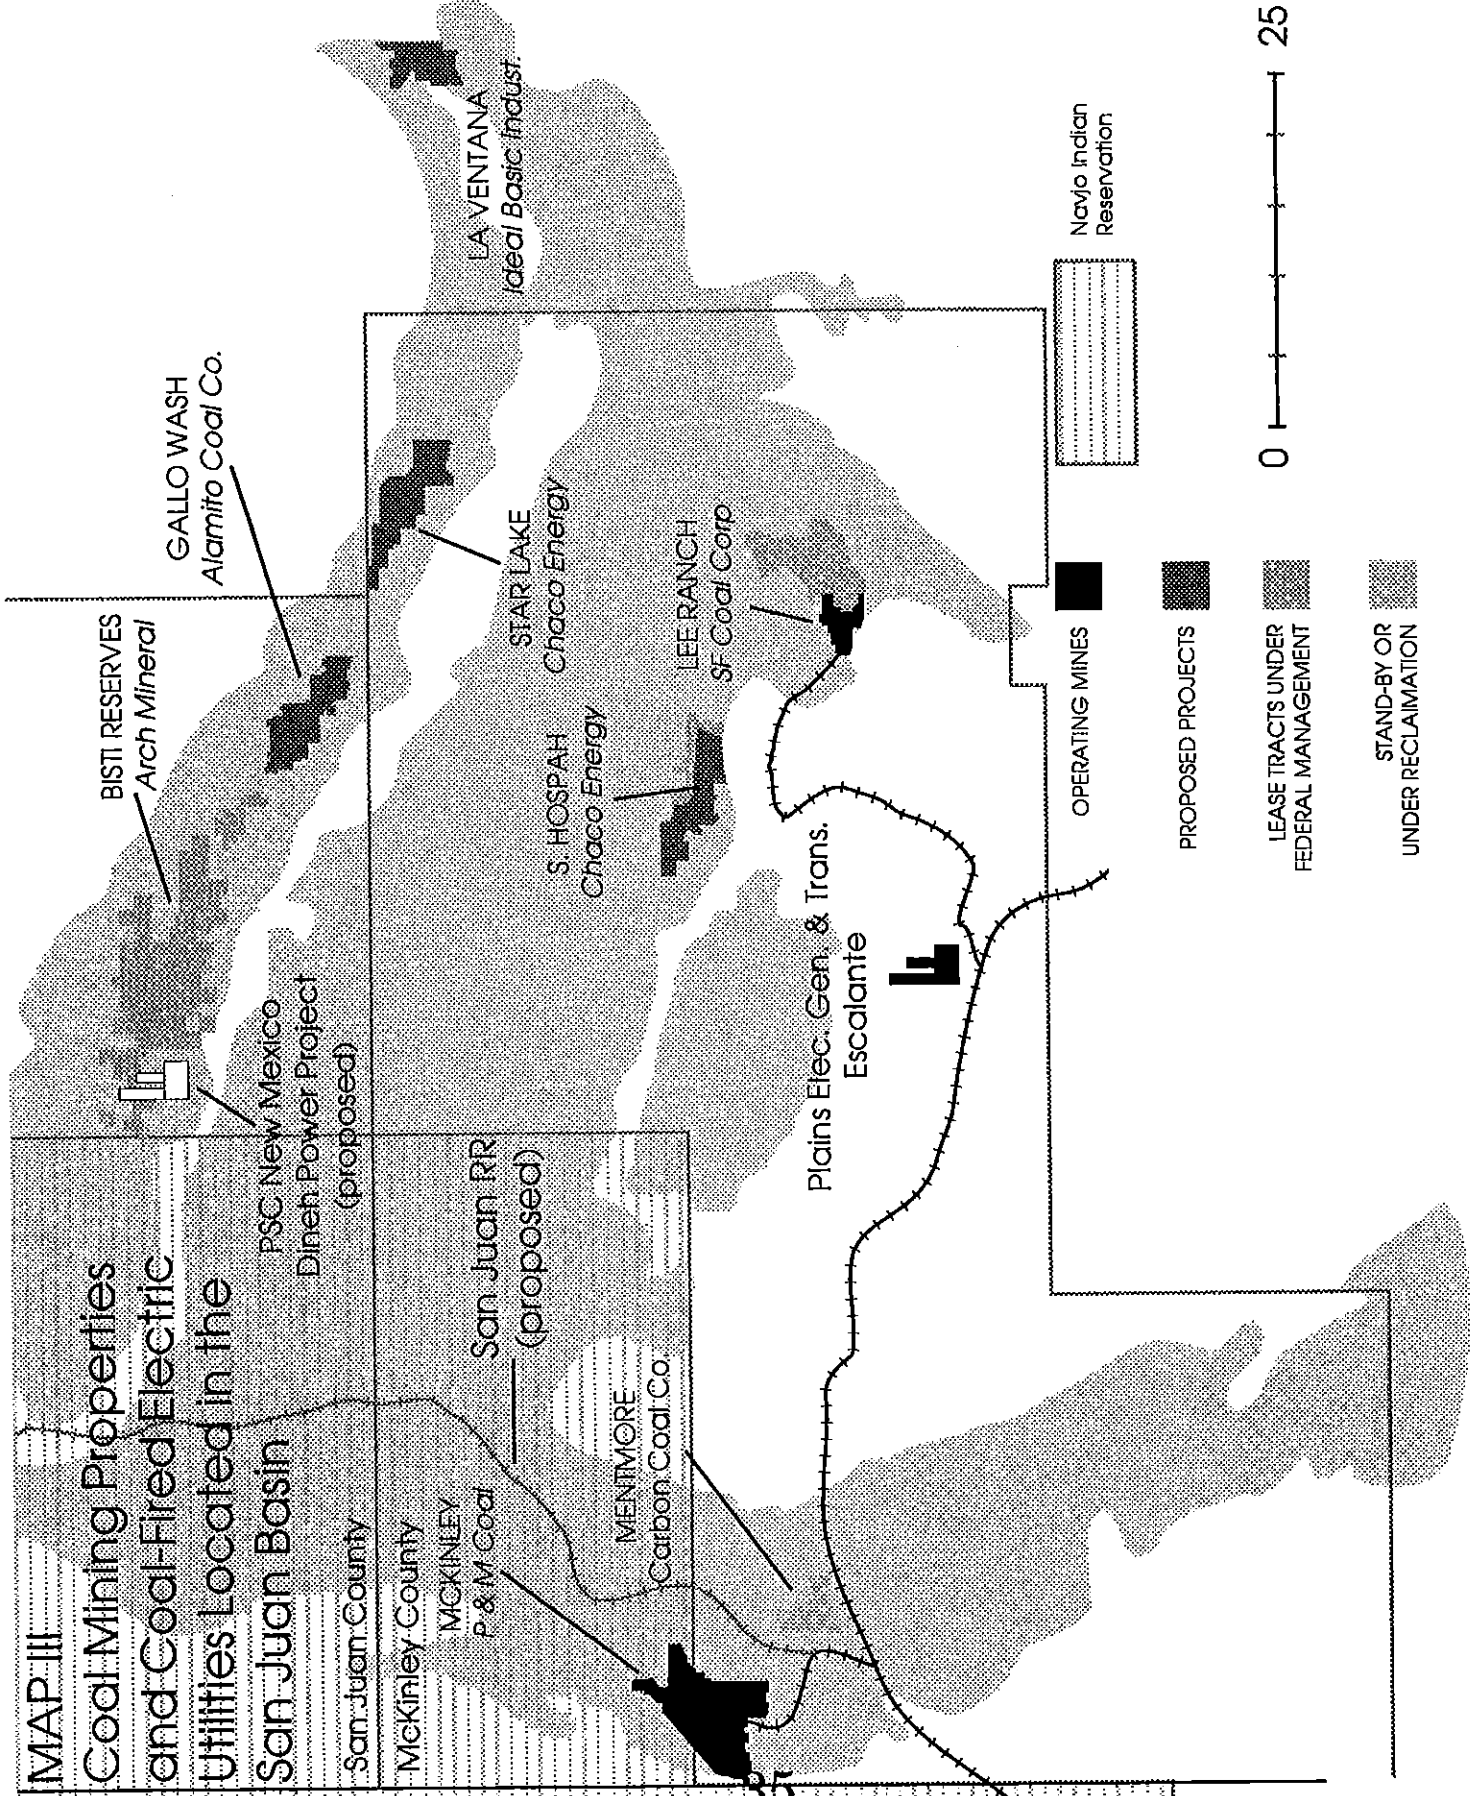 MAP III
Coal Mining Properties
and Coal-Fired Electric
Utilities Located in the
San Juan Basin
San Juan County
McKinley County
MCKINLEY
P & M Coal
MENTMORE
Carbon Coal Co.
San Juan RR
(proposed)
PSC New Mexico
Dineh Power Project
(proposed)
BISTI RESERVES
Arch Mineral
GALLO WASH
Alamito Coal Co.
STAR LAKE
Chaco Energy
S. HOSPAH
Chaco Energy
LEE RANCH
SF Coal Corp
LA VENTANA
Ideal Basic Indust.
Plains Elec. Gen. & Trans.
Escalante
OPERATING MINES
PROPOSED PROJECTS
LEASE TRACTS UNDER
FEDERAL MANAGEMENT
STAND-BY OR
UNDER RECLAIMATION
Navjo Indian
Reservation
0 25
35